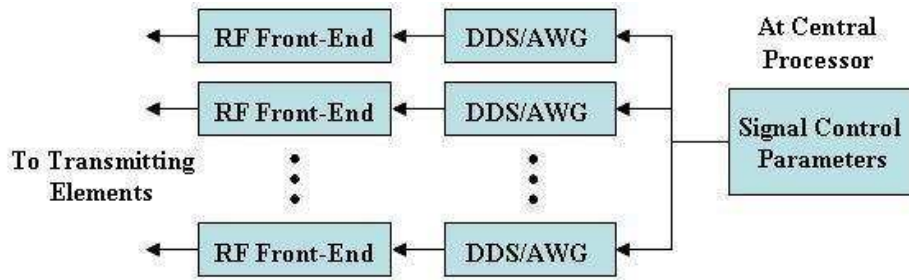 RF Front-End
DDS/AWG
At Central
Processor
RF Front-End
DDS/AWG
Signal Control
Parameters
To Transmitting
Elements
RF Front-End
DDS/AWG